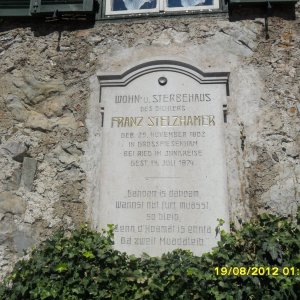 WOHN- U. STERBEHAUS
DES DICHTERS
FRANZ STELZHAMER
GEB. 29. NOVEMBER 1802
IN GROSSPIESENHAM
BEI RIED IM INNKREISE
GEST. 14. JULI 1874
Dahoam is dahoam,
wannst nöt furt muasst,
so bleib
Denn d'Hoamat is ehnta
Da zweit Muadaleib
19/08/2012 01: